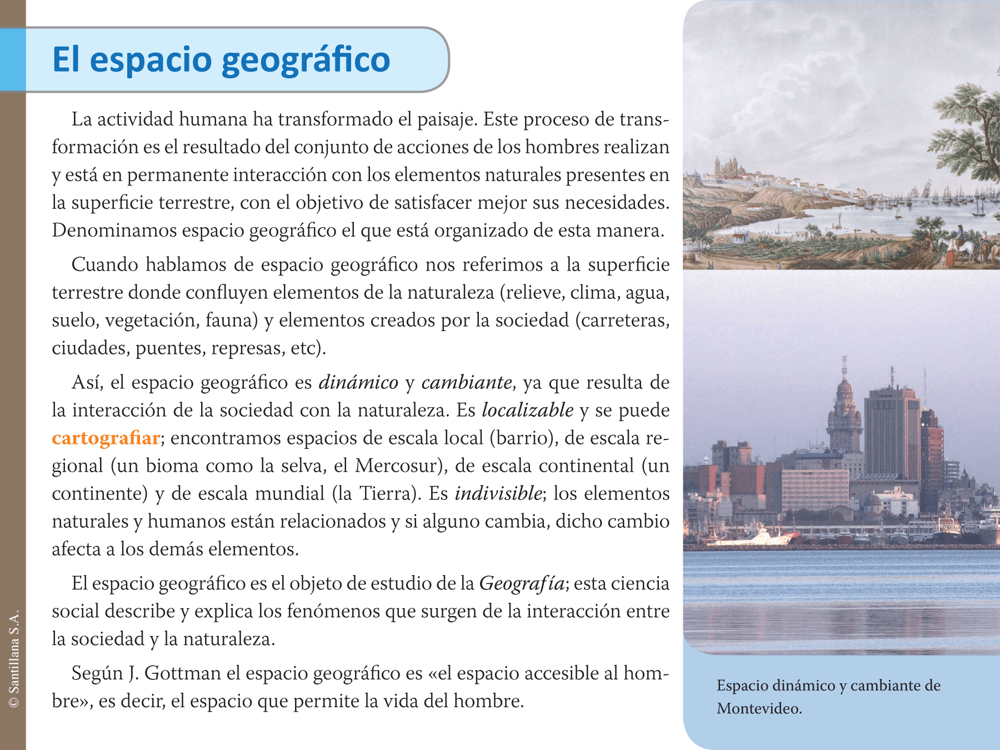 El espacio geográfico
La actividad humana ha transformado el paisaje. Este proceso de trans-
formación es el resultado del conjunto de acciones de los hombres realizan
y está en permanente interacción con los elementos naturales presentes en
la superficie terrestre, con el objetivo de satisfacer mejor sus necesidades.
Denominamos espacio geográfico el que está organizado de esta manera.
Cuando hablamos de espacio geográfico nos referimos a la superficie
terrestre donde confluyen elementos de la naturaleza (relieve, clima, agua,
suelo, vegetación, fauna) y elementos creados por la sociedad (carreteras,
ciudades, puentes, represas, etc).
Así, el espacio geográfico es dinámico y cambiante, ya que resulta de
la interacción de la sociedad con la naturaleza. Es localizable y se puede
cartografiar; encontramos espacios de escala local (barrio), de escala re-
gional (un bioma como la selva, el Mercosur), de escala continental (un
continente) y de escala mundial (la Tierra). Es indivisible; los elementos
naturales y humanos están relacionados y si alguno cambia, dicho cambio
afecta a los demás elementos.
El espacio geográfico es el objeto de estudio de la Geografía; esta ciencia
social describe y explica los fenómenos que surgen de la interacción entre
la sociedad y la naturaleza.
Según J. Gottman el espacio geográfico es «el espacio accesible al hom-
bre», es decir, el espacio que permite la vida del hombre.
Espacio dinámico y cambiante de
Montevideo.
© Santillana S.A.